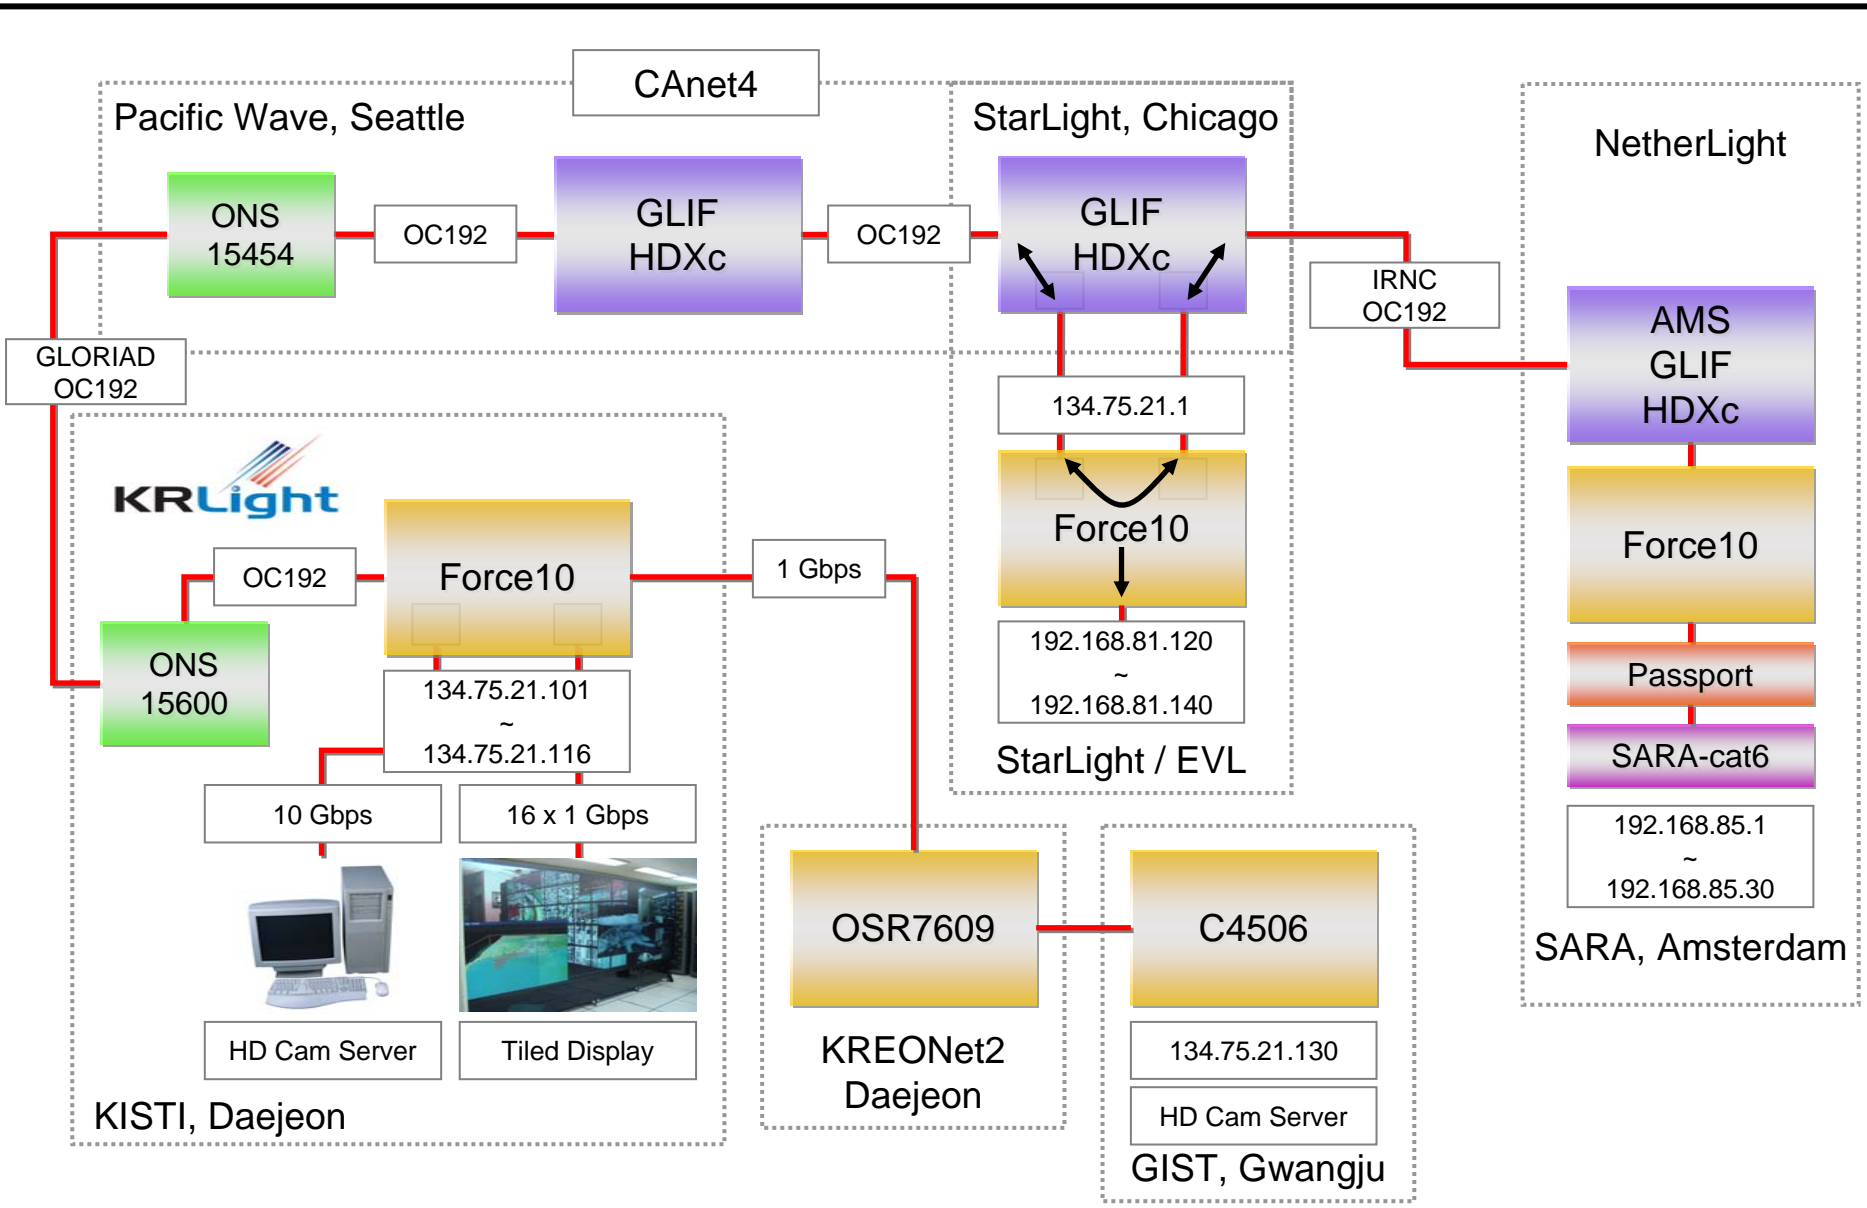 CAnet4
Pacific Wave, Seattle
StarLight, Chicago
NetherLight
ONS
15454
OC192
GLIF
HDXc
OC192
GLIF
HDXc
IRNC
OC192
AMS
GLIF
HDXc
GLORIAD
OC192
134.75.21.1
KRLight
OC192
Force10
1 Gbps
Force10
Force10
ONS
15600
134.75.21.101
~
134.75.21.116
192.168.81.120
~
192.168.81.140
StarLight / EVL
Passport
SARA-cat6
192.168.85.1
~
192.168.85.30
SARA, Amsterdam
10 Gbps
16 x 1 Gbps
HD Cam Server
Tiled Display
KISTI, Daejeon
OSR7609
KREONet2
Daejeon
C4506
134.75.21.130
HD Cam Server
GIST, Gwangju